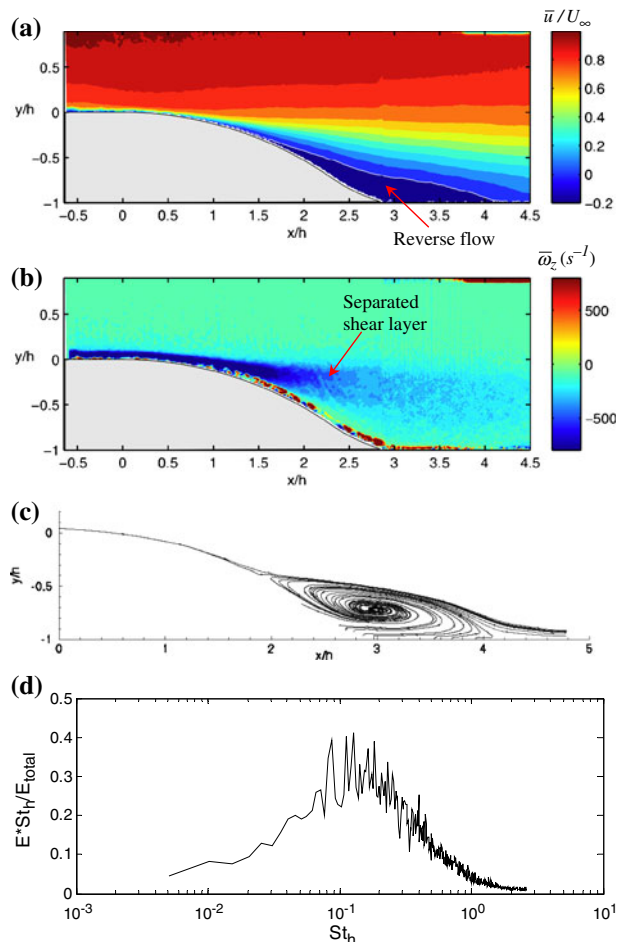 (a)
u̅ / U∞
y/h
0.5
0
-0.5
-1
-0.5 0 0.5 1 1.5 2 2.5 3 3.5 4 4.5
x/h
0.8
0.6
0.4
0.2
0
-0.2
Reverse flow
(b)
ω̅z (s⁻¹)
Separated
shear layer
y/h
0.5
0
-0.5
-1
-0.5 0 0.5 1 1.5 2 2.5 3 3.5 4 4.5
x/h
500
0
-500
(c)
y/h
0
-0.5
-1
0 1 2 3 4 5
x/h
(d)
E*St_h/E_total
0.5
0.4
0.3
0.2
0.1
0
10⁻³ 10⁻² 10⁻¹ 10⁰ 10¹
St_h